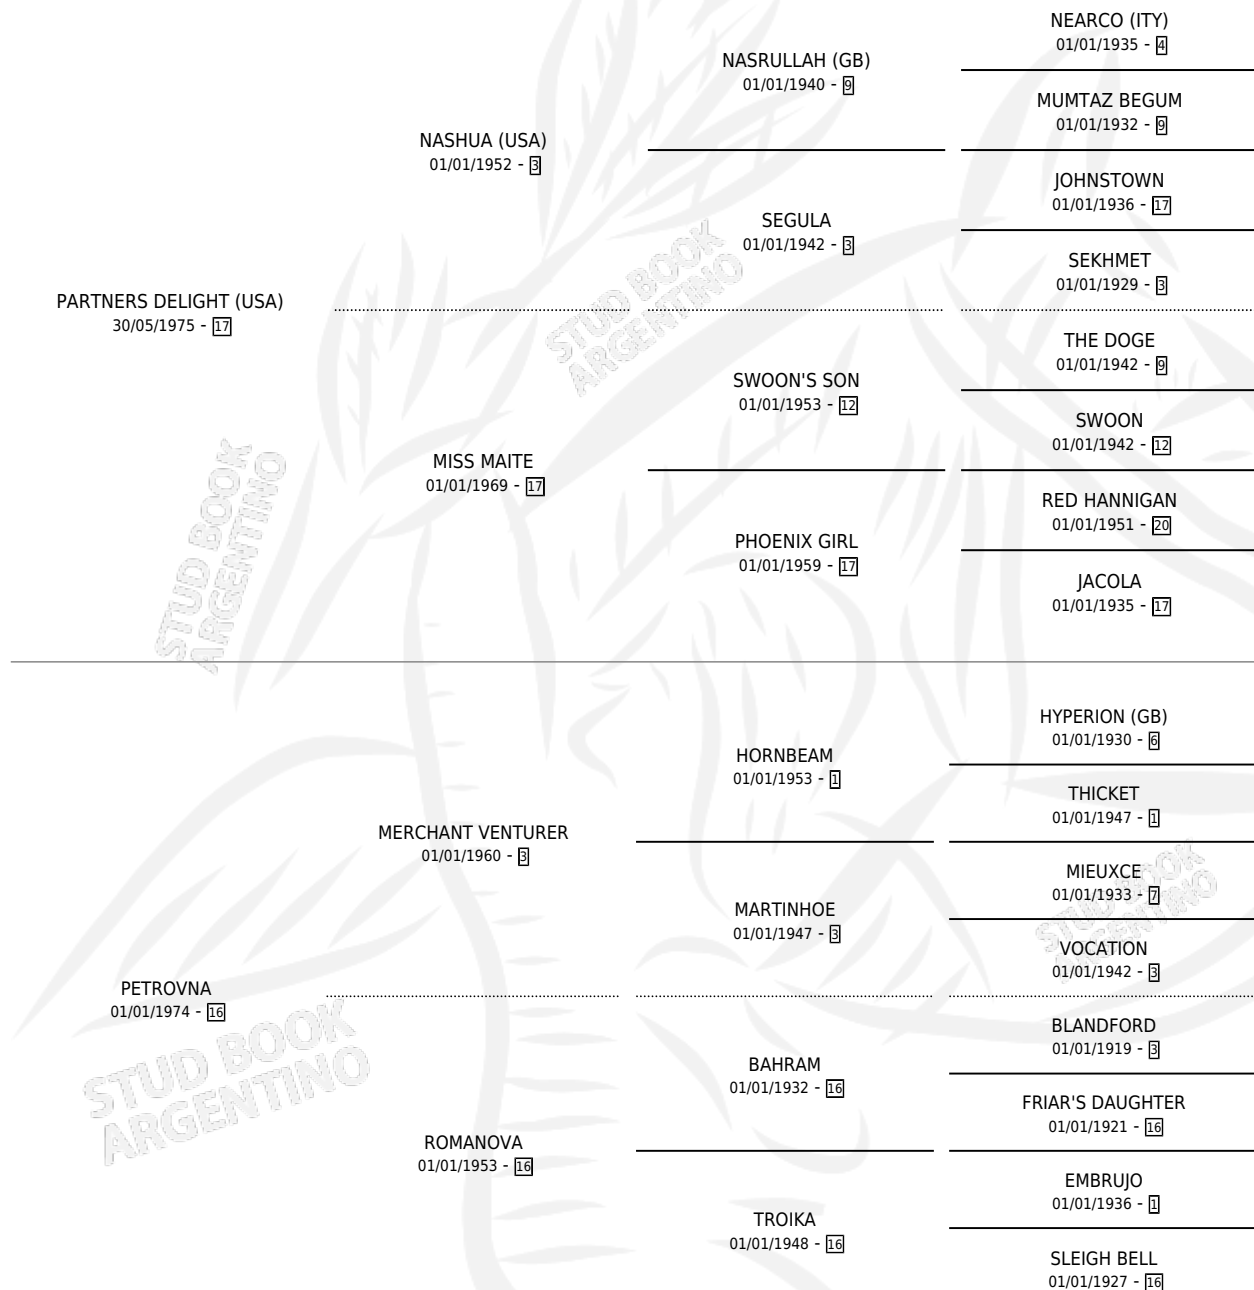 NEARCO (ITY)
01/01/1935 - 4
NASRULLAH (GB)
01/01/1940 - 9
MUMTAZ BEGUM
01/01/1932 - 9
NASHUA (USA)
01/01/1952 - 3
JOHNSTOWN
01/01/1936 - 17
SEGULA
01/01/1942 - 3
SEKHMET
01/01/1929 - 3
PARTNERS DELIGHT (USA)
30/05/1975 - 17
STUD BOOK
ARGENTINO
THE DOGE
01/01/1942 - 9
SWOON'S SON
01/01/1953 - 12
SWOON
01/01/1942 - 12
MISS MAITE
01/01/1969 - 17
RED HANNIGAN
01/01/1951 - 20
PHOENIX GIRL
01/01/1959 - 17
JACOLA
01/01/1935 - 17
STUD BOOK
ARGENTINO
HYPERION (GB)
01/01/1930 - 6
HORNBEAM
01/01/1953 - 1
THICKET
01/01/1947 - 1
MERCHANT VENTURER
01/01/1960 - 3
MIEUXCE
01/01/1933 - 7
MARTINHOE
01/01/1947 - 3
VOCATION
01/01/1942 - 3
STUD BOOK
ARGENTINO
PETROVNA
01/01/1974 - 16
BLANDFORD
01/01/1919 - 3
BAHRAM
01/01/1932 - 16
FRIAR'S DAUGHTER
01/01/1921 - 16
STUD BOOK
ARGENTINO
ROMANOVA
01/01/1953 - 16
EMBRUJO
01/01/1936 - 1
TROIKA
01/01/1948 - 16
SLEIGH BELL
01/01/1927 - 16